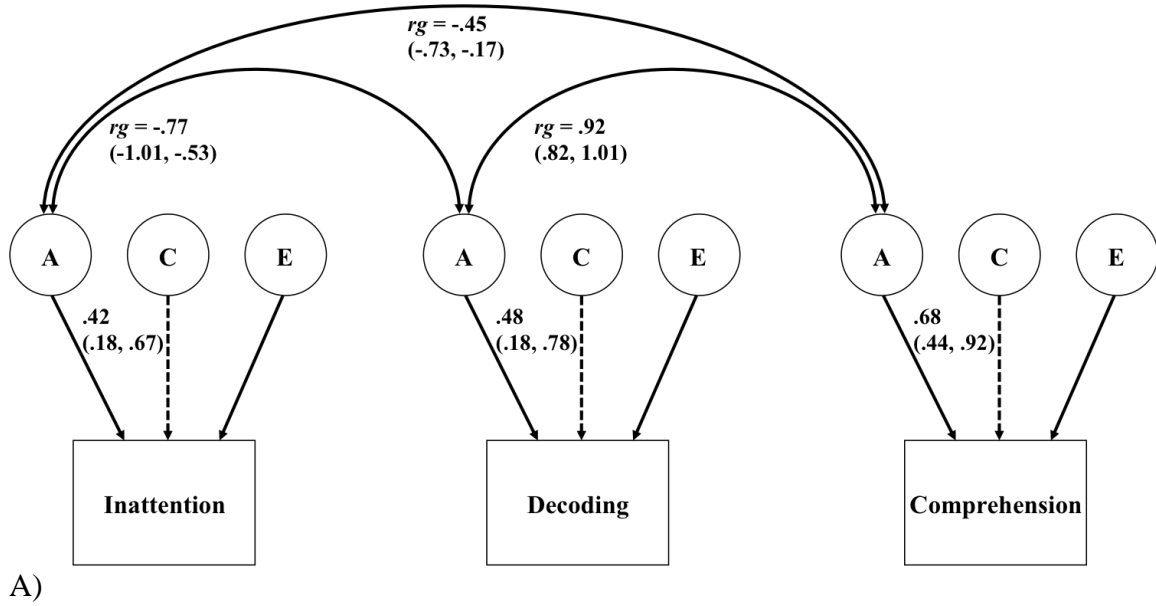 rg = -.45
(-.73, -.17)
rg = -.77
(-1.01, -.53)
rg = .92
(.82, 1.01)
A
C
E
A
C
E
A
C
E
.42
(.18, .67)
.48
(.18, .78)
.68
(.44, .92)
Inattention
Decoding
Comprehension
A)